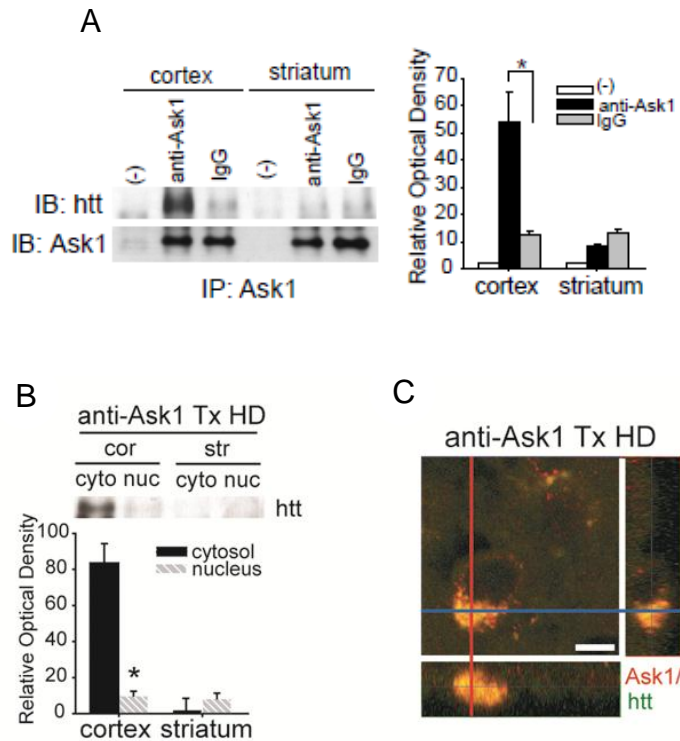 A
cortex striatum
(-) anti-Ask1 IgG (-) anti-Ask1 IgG
IB: htt
IB: Ask1
IP: Ask1
Relative Optical Density
70
60
50
40
30
20
10
0
*
(-)
anti-Ask1
IgG
cortex striatum
B
anti-Ask1 Tx HD
cor str
cyto nuc cyto nuc
htt
Relative Optical Density
100
80
60
40
20
0
cytosol
nucleus
*
cortex striatum
C
anti-Ask1 Tx HD
Ask1/
htt